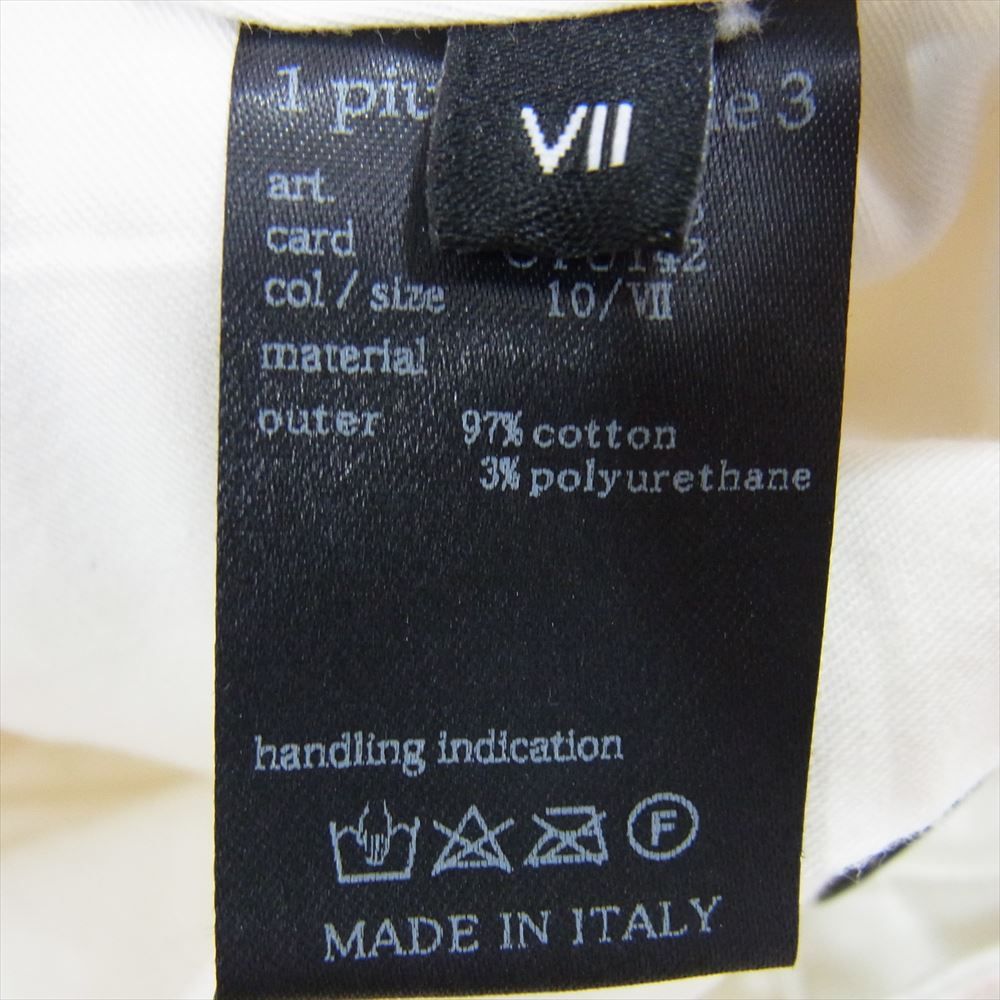 VII
1 più 3
art.
card
col / size 10/Ⅶ
material
outer 97% cotton
3% polyurethane
handling indication
F
MADE IN ITALY